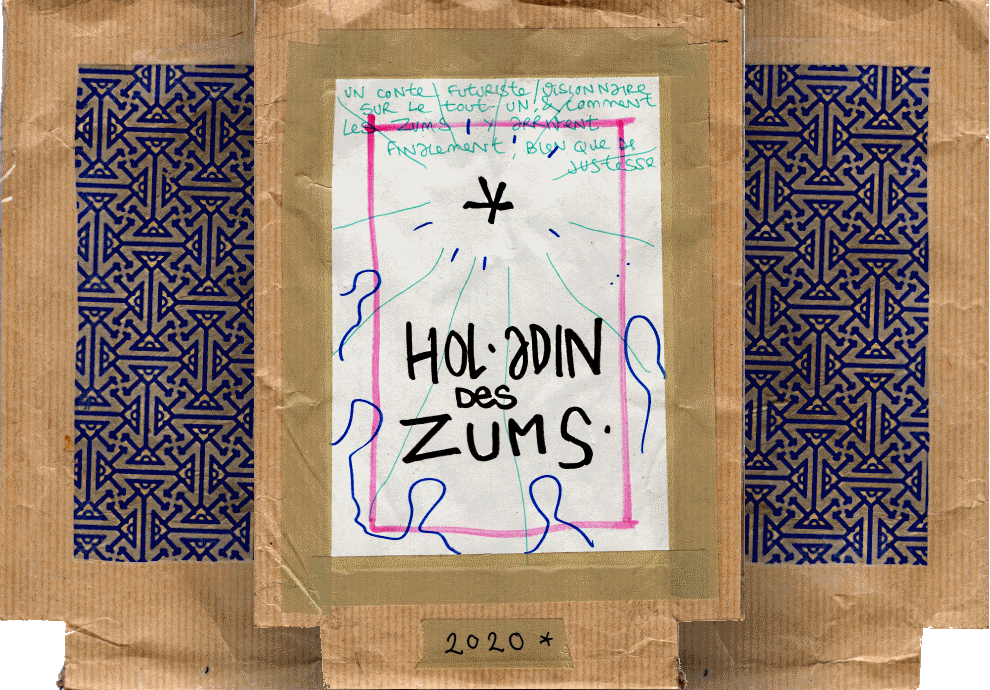 UN CONTE FUTURISTE VISIONNAIRE
SUR LE TOUT-UN, & COMMENT
LES ZUMS Y ARRIVENT
FINALEMENT, BIEN QUE DE
JUSTESSE
HOL·ADIN
DES
ZUMS·
2020 *